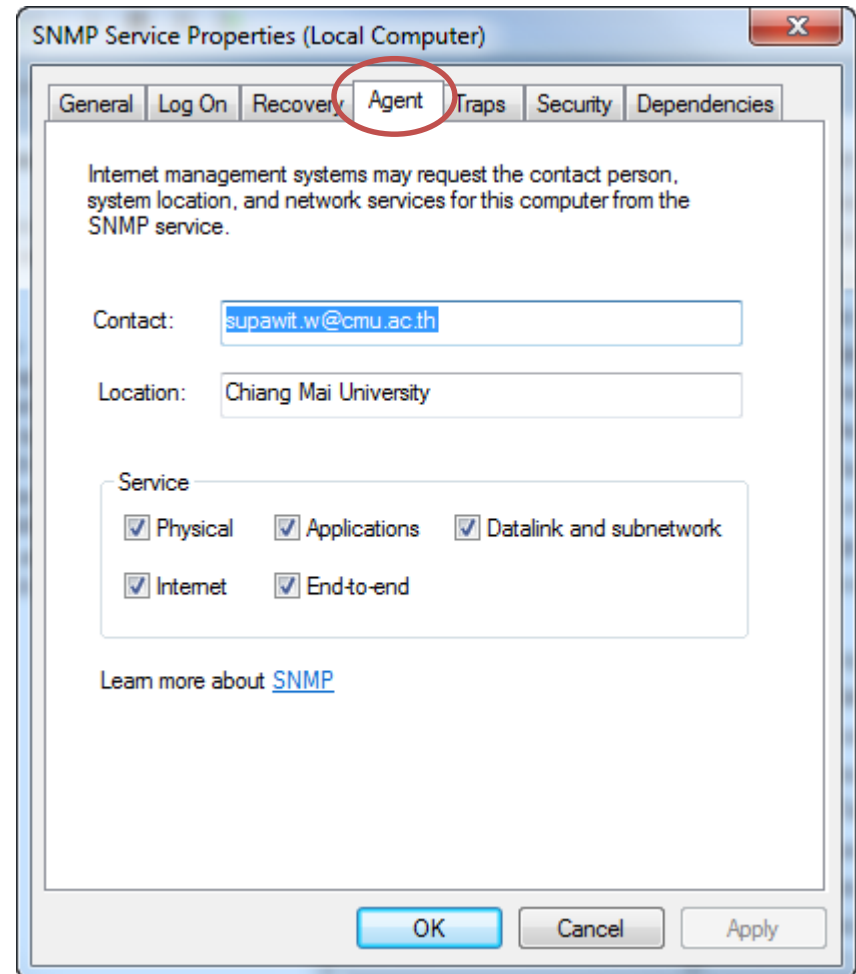 SNMP Service Properties (Local Computer)
General Log On Recovery Agent Traps Security Dependencies
Internet management systems may request the contact person,
system location, and network services for this computer from the
SNMP service.
Contact: supawit.w@cmu.ac.th
Location: Chiang Mai University
Service
Physical Applications Datalink and subnetwork
Internet End-to-end
Learn more about SNMP
OK Cancel Apply